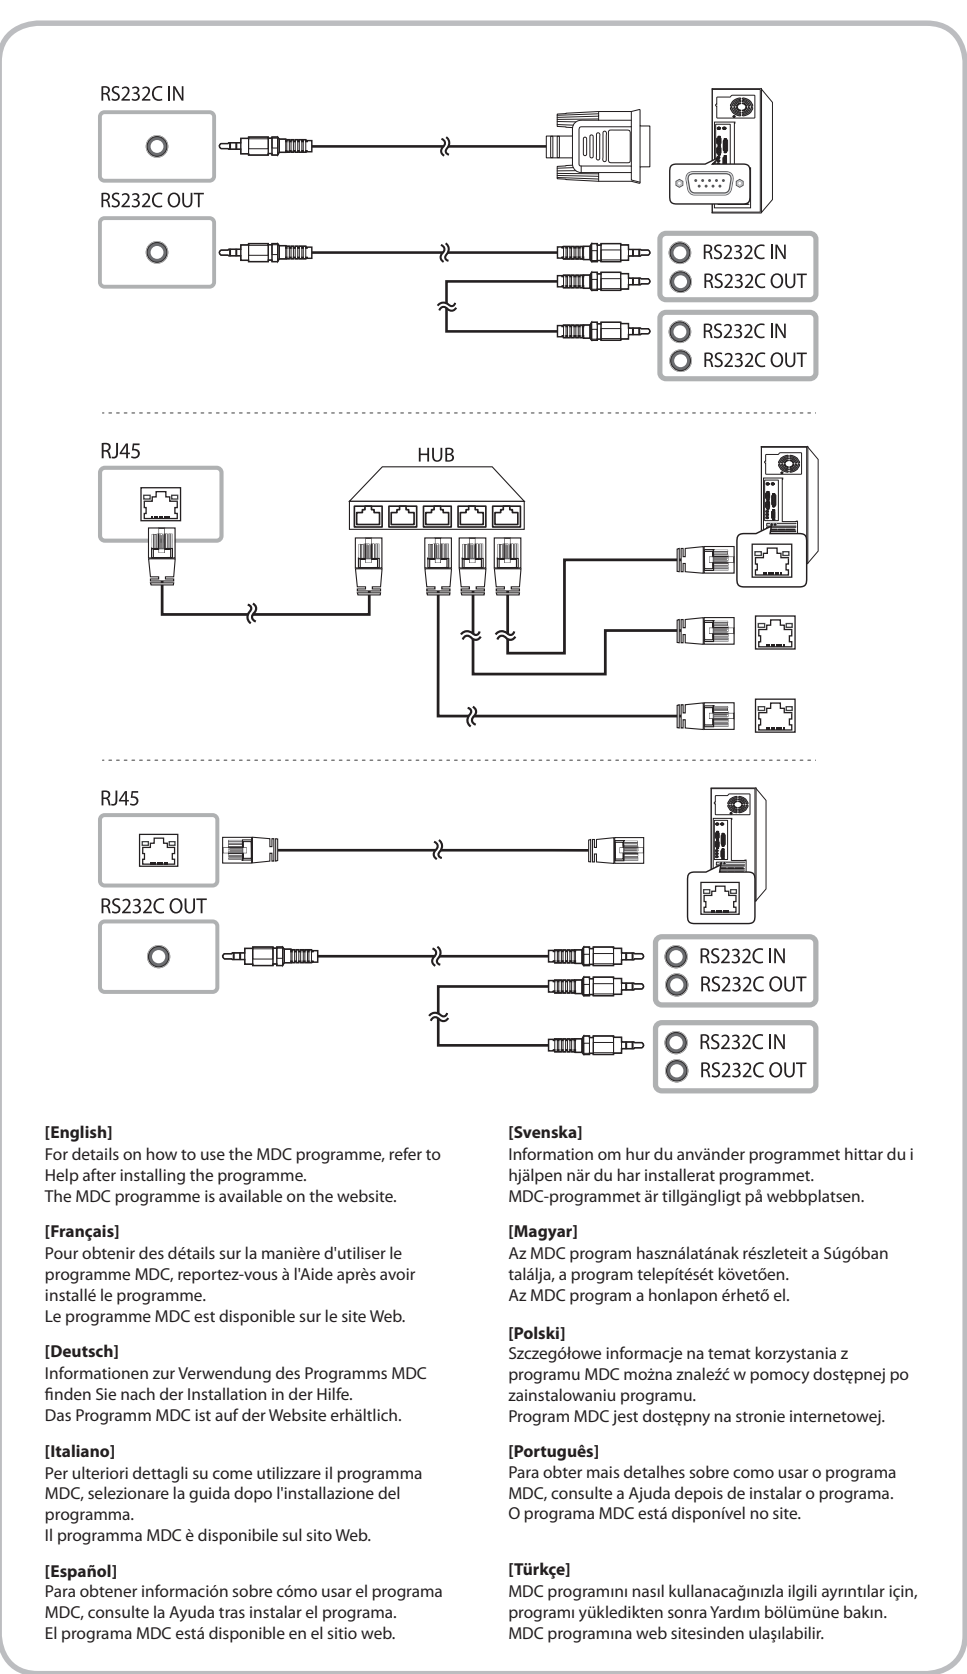 RS232C IN
RS232C OUT
RS232C IN
RS232C OUT
RS232C IN
RS232C OUT
RJ45
HUB
RJ45
RS232C OUT
RS232C IN
RS232C OUT
RS232C IN
RS232C OUT
[English]
For details on how to use the MDC programme, refer to
Help after installing the programme.
The MDC programme is available on the website.
[Français]
Pour obtenir des détails sur la manière d'utiliser le
programme MDC, reportez-vous à l'Aide après avoir
installé le programme.
Le programme MDC est disponible sur le site Web.
[Deutsch]
Informationen zur Verwendung des Programms MDC
finden Sie nach der Installation in der Hilfe.
Das Programm MDC ist auf der Website erhältlich.
[Italiano]
Per ulteriori dettagli su come utilizzare il programma
MDC, selezionare la guida dopo l'installazione del
programma.
Il programma MDC è disponibile sul sito Web.
[Español]
Para obtener información sobre cómo usar el programa
MDC, consulte la Ayuda tras instalar el programa.
El programa MDC está disponible en el sitio web.
[Svenska]
Information om hur du använder programmet hittar du i
hjälpen när du har installerat programmet.
MDC-programmet är tillgängligt på webbplatsen.
[Magyar]
Az MDC program használatának részleteit a Súgóban
találja, a program telepítését követően.
Az MDC program a honlapon érhető el.
[Polski]
Szczegółowe informacje na temat korzystania z
programu MDC można znaleźć w pomocy dostępnej po
zainstalowaniu programu.
Program MDC jest dostępny na stronie internetowej.
[Português]
Para obter mais detalhes sobre como usar o programa
MDC, consulte a Ajuda depois de instalar o programa.
O programa MDC está disponível no site.
[Türkçe]
MDC programını nasıl kullanacağınızla ilgili ayrıntılar için,
programı yükledikten sonra Yardım bölümüne bakın.
MDC programına web sitesinden ulaşılabilir.